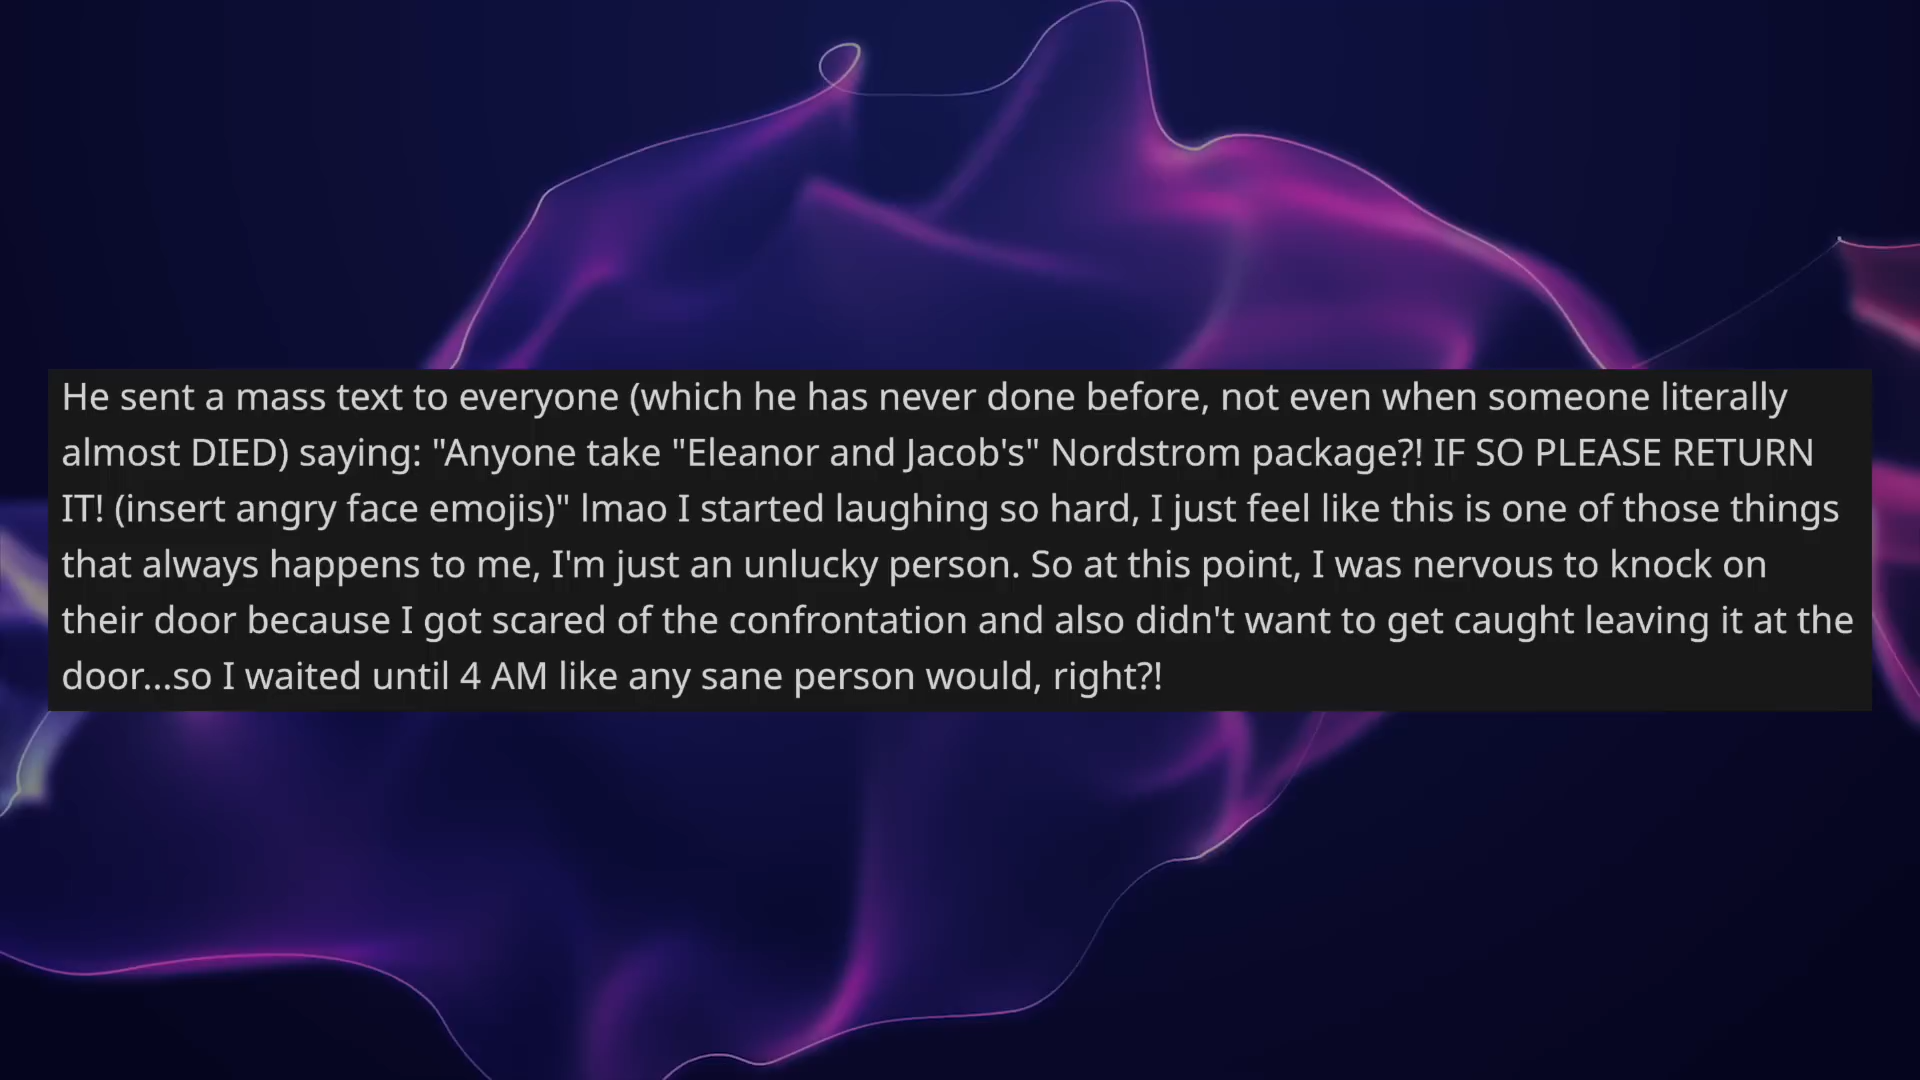 He sent a mass text to everyone (which he has never done before, not even when someone literally
almost DIED) saying: "Anyone take "Eleanor and Jacob's" Nordstrom package?! IF SO PLEASE RETURN
IT! (insert angry face emojis)" lmao I started laughing so hard, I just feel like this is one of those things
that always happens to me, I'm just an unlucky person. So at this point, I was nervous to knock on
their door because I got scared of the confrontation and also didn't want to get caught leaving it at the
door...so I waited until 4 AM like any sane person would, right?!